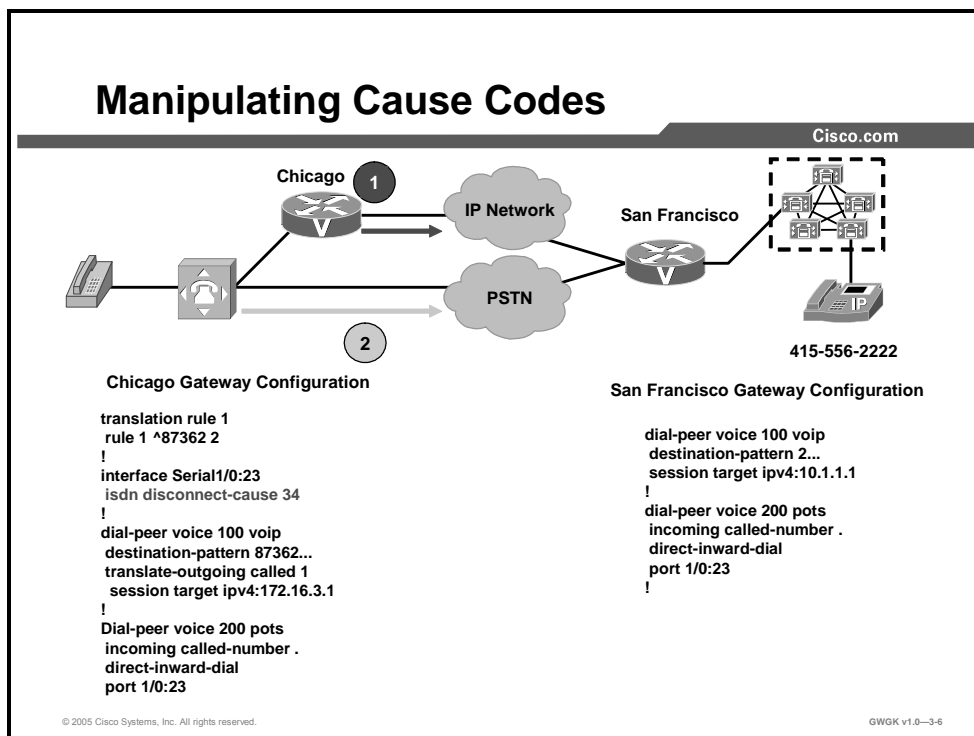 Manipulating Cause Codes
Cisco.com
Chicago
1
IP Network
San Francisco
V
V
PSTN
IP
2
415-556-2222
Chicago Gateway Configuration
translation rule 1
rule 1 ^87362 2
!
interface Serial1/0:23
isdn disconnect-cause 34
!
dial-peer voice 100 voip
destination-pattern 87362...
translate-outgoing called 1
session target ipv4:172.16.3.1
!
Dial-peer voice 200 pots
incoming called-number .
direct-inward-dial
port 1/0:23
San Francisco Gateway Configuration
dial-peer voice 100 voip
destination-pattern 2...
session target ipv4:10.1.1.1
!
dial-peer voice 200 pots
incoming called-number .
direct-inward-dial
port 1/0:23
!
© 2005 Cisco Systems, Inc. All rights reserved.
GWGK v1.0—3-6